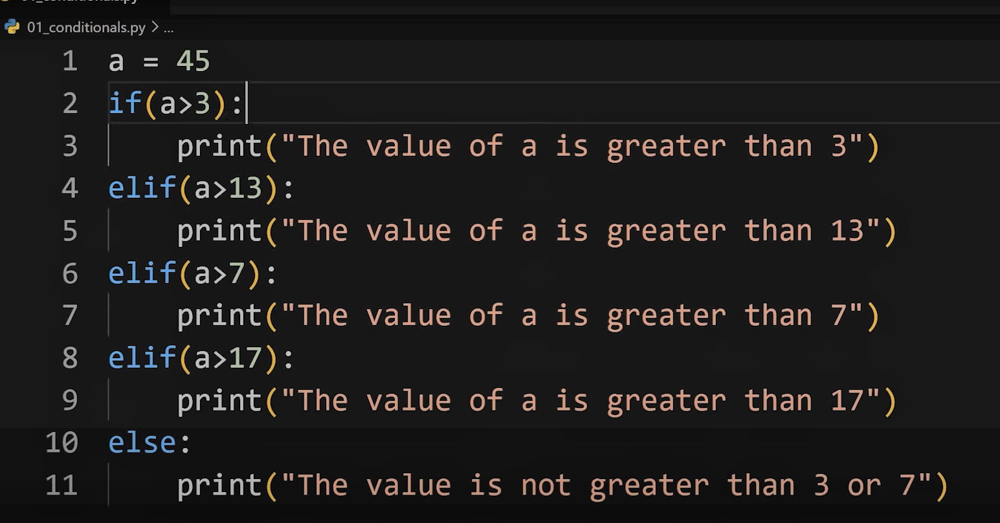 01_conditionals.py > ...
1 a = 45
2 if(a>3):
3     print("The value of a is greater than 3")
4 elif(a>13):
5     print("The value of a is greater than 13")
6 elif(a>7):
7     print("The value of a is greater than 7")
8 elif(a>17):
9     print("The value of a is greater than 17")
10 else:
11     print("The value is not greater than 3 or 7")